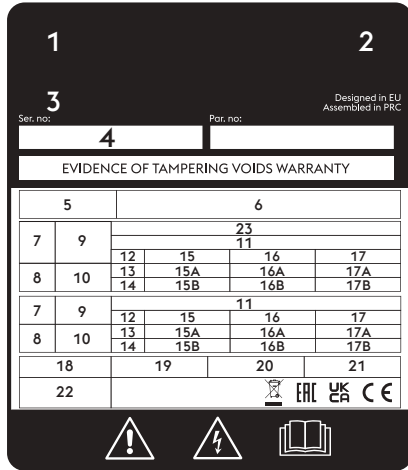 1 2
3
Designed in EU
Assembled in PRC
Ser. no: Par. no:
4
EVIDENCE OF TAMPERING VOIDS WARRANTY
5 6
7 9 23
11
12 15 16 17
8 10 13 15A 16A 17A
14 15B 16B 17B
7 9 11
12 15 16 17
8 10 13 15A 16A 17A
14 15B 16B 17B
18 19 20 21
22 EAC UK CA CE